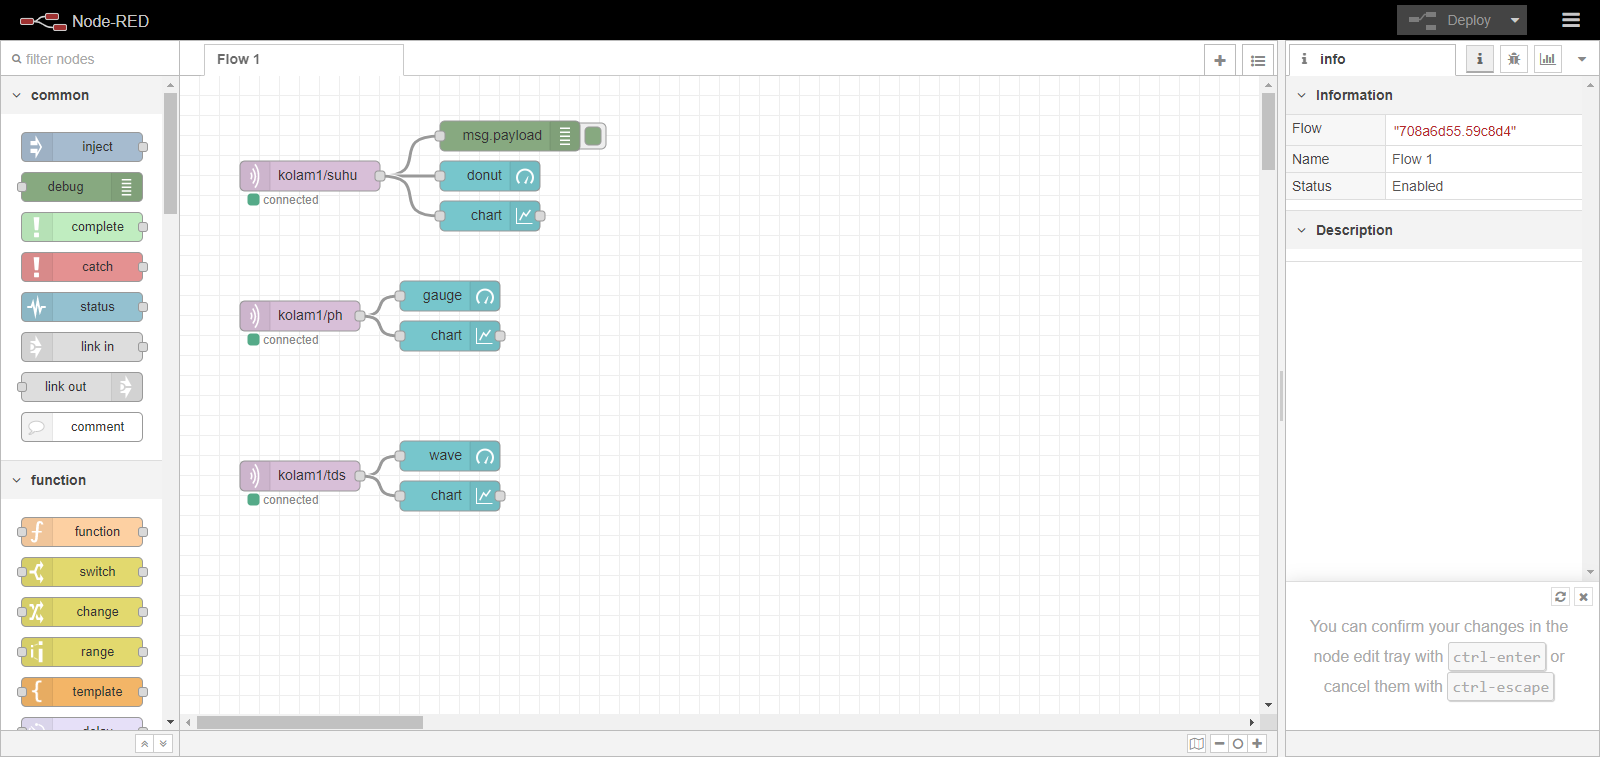 Node-RED
Deploy
filter nodes
Flow 1
info
common
inject
debug
complete
catch
status
link in
link out
comment
function
function
switch
change
range
template
delay
kolam1/suhu
connected
msg.payload
donut
chart
kolam1/ph
connected
gauge
chart
kolam1/tds
connected
wave
chart
Information
Flow "708a6d55.59c8d4"
Name Flow 1
Status Enabled
Description
You can confirm your changes in the
node edit tray with ctrl-enter or
cancel them with ctrl-escape